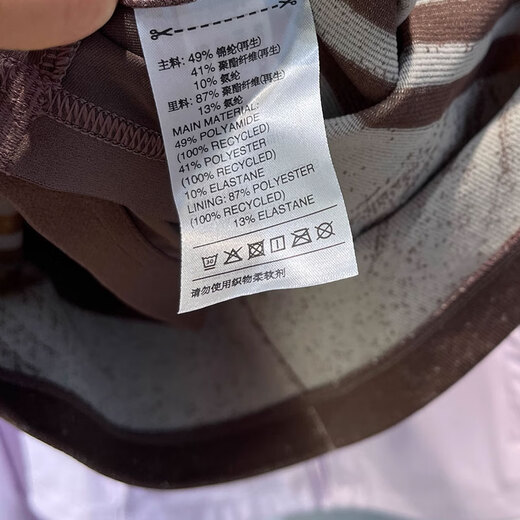 主料: 49% 锦纶(再生)
41% 聚酯纤维(再生)
10% 氨纶
里料: 87% 聚酯纤维(再生)
13% 氨纶
MAIN MATERIAL:
49% POLYAMIDE
(100% RECYCLED)
41% POLYESTER
(100% RECYCLED)
10% ELASTANE
LINING: 87% POLYESTER
(100% RECYCLED)
13% ELASTANE
30
请勿使用织物柔软剂